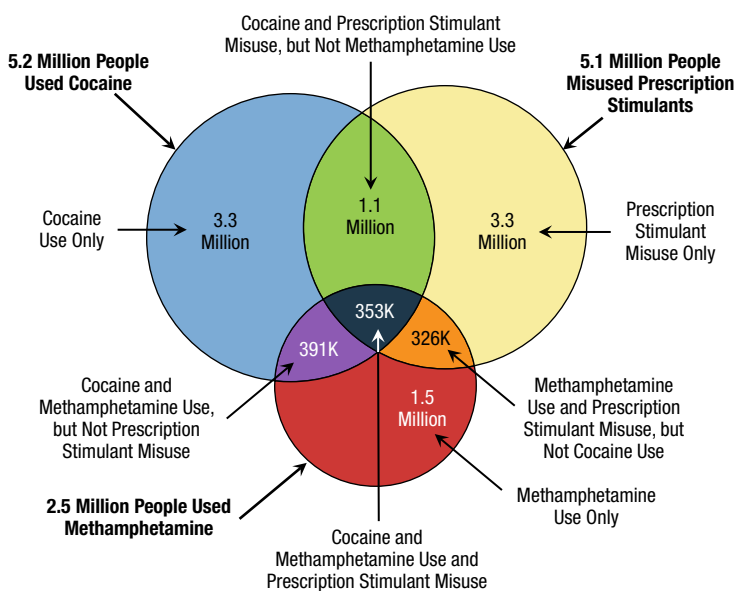 Cocaine and Prescription Stimulant
Misuse, but Not Methamphetamine Use
5.2 Million People
Used Cocaine
5.1 Million People
Misused Prescription
Stimulants
Cocaine
Use Only
3.3
Million
1.1
Million
3.3
Million
Prescription
Stimulant
Misuse Only
353K
391K
326K
Cocaine and
Methamphetamine Use,
but Not Prescription
Stimulant Misuse
1.5
Million
Methamphetamine
Use and Prescription
Stimulant Misuse, but
Not Cocaine Use
2.5 Million People Used
Methamphetamine
Methamphetamine
Use Only
Cocaine and
Methamphetamine Use and
Prescription Stimulant Misuse